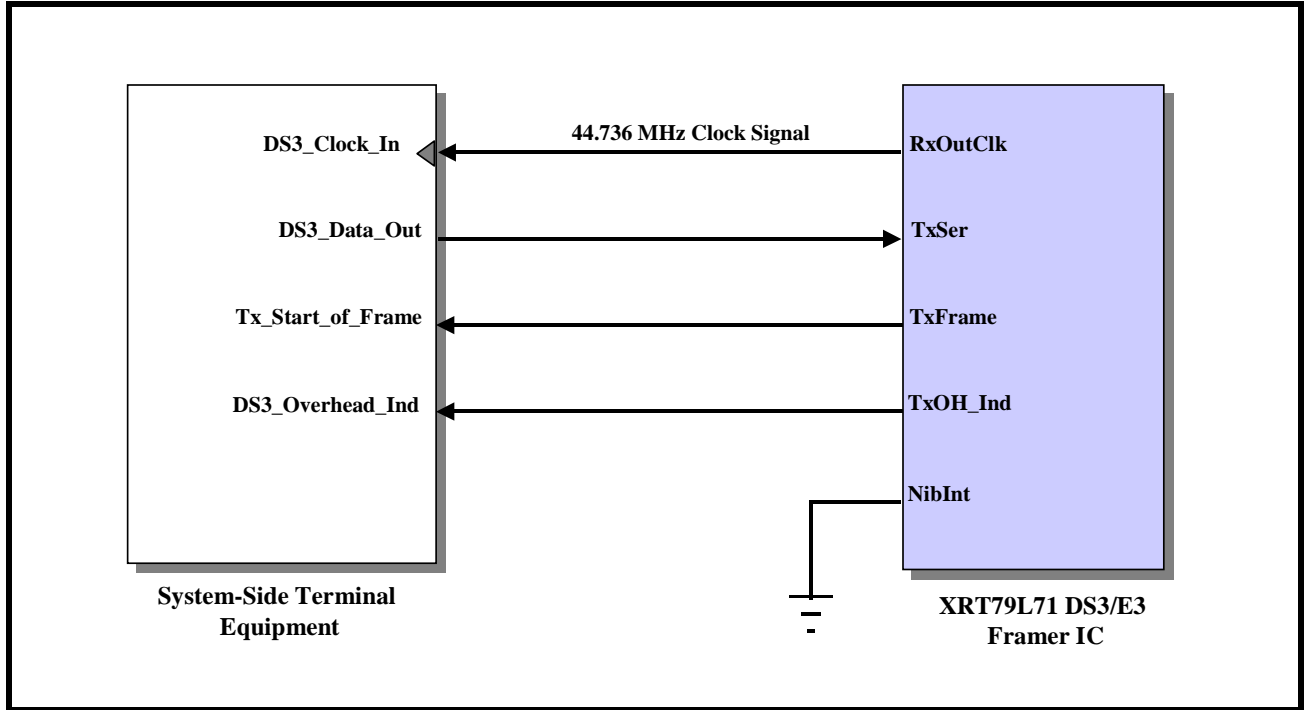 44.736 MHz Clock Signal
DS3_Clock_In
RxOutClk
DS3_Data_Out
TxSer
Tx_Start_of_Frame
TxFrame
DS3_Overhead_Ind
TxOH_Ind
NibInt
System-Side Terminal
Equipment
XRT79L71 DS3/E3
Framer IC